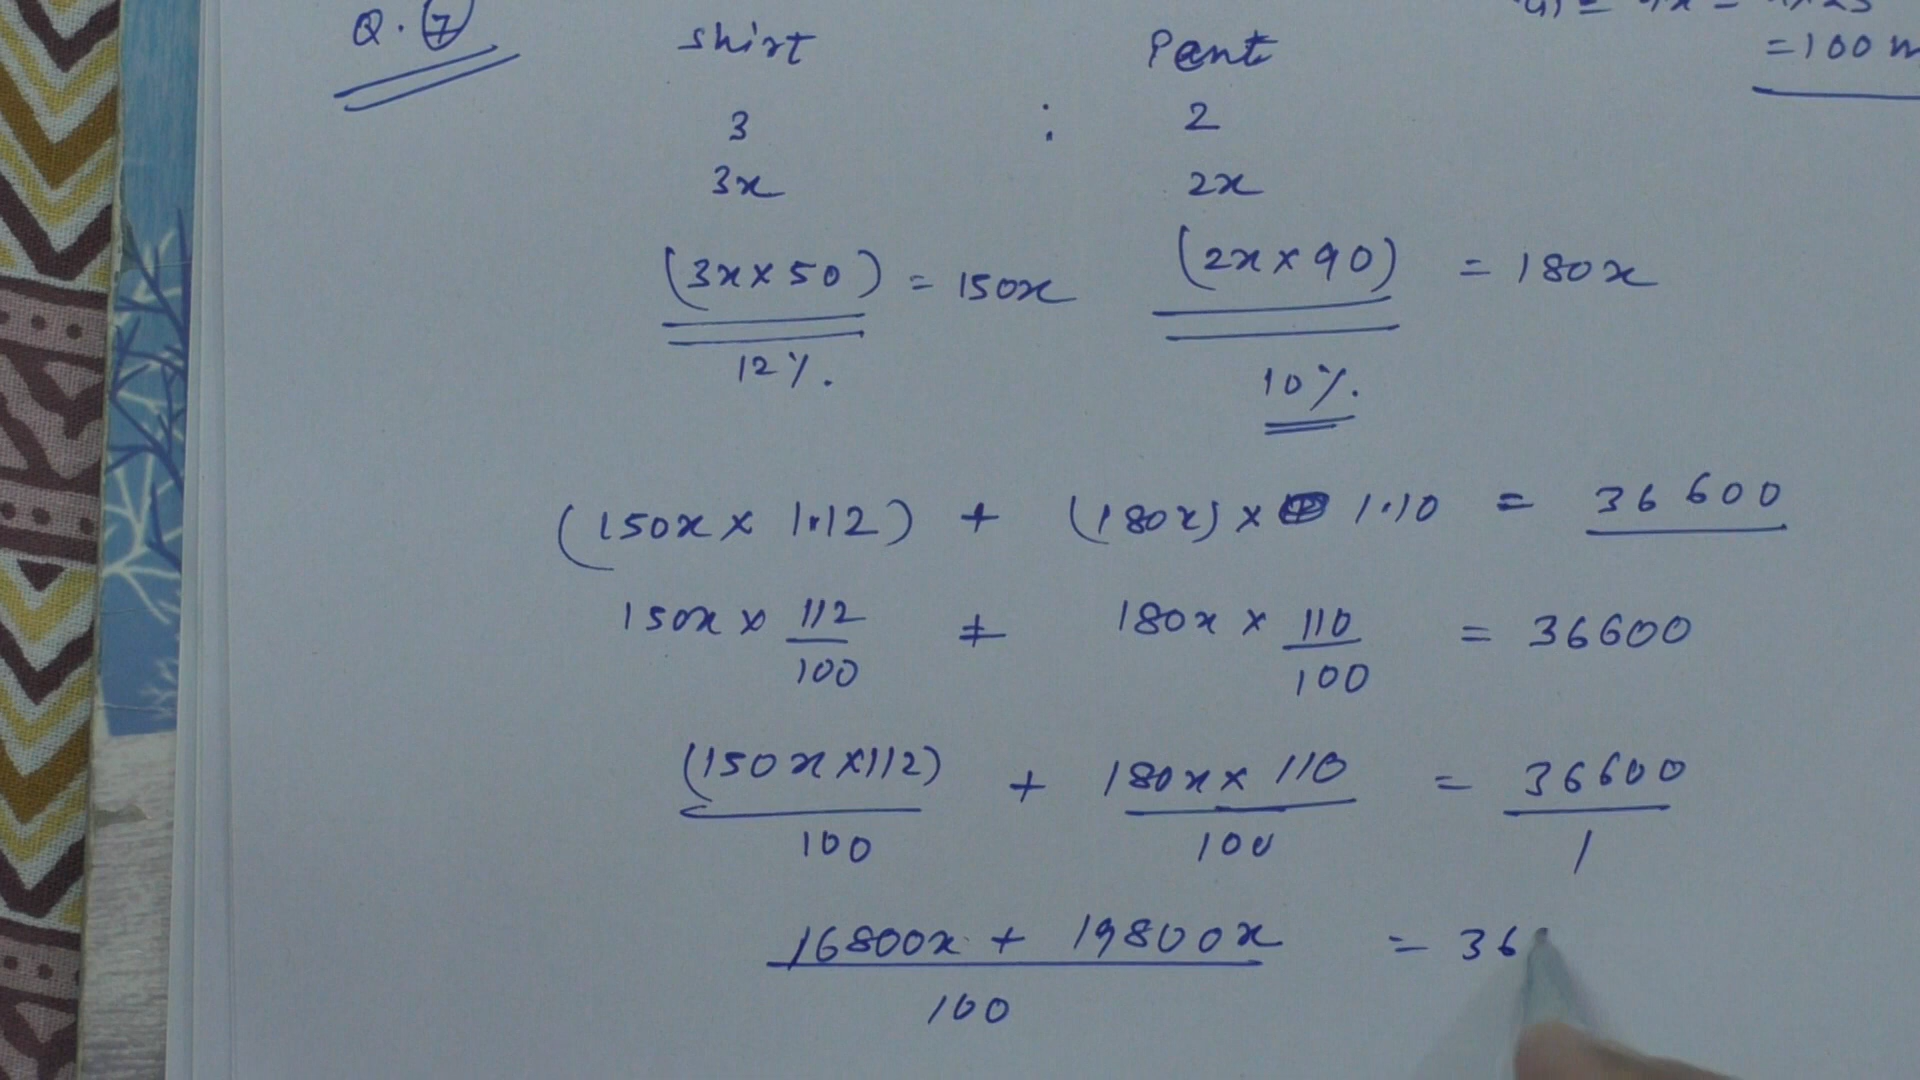 Q. 7 Shirt Pant
= 100 m
3 : 2
3x 2x
(3x × 50) = 150x (2x × 90) = 180x
12%. 10%.
(150x × 1.12) + (180x) × 1.10 = 36600
150x × 112/100 + 180x × 110/100 = 36600
(150x × 112)/100 + 180x × 110/100 = 36600/1
16800x + 19800x/100 = 36